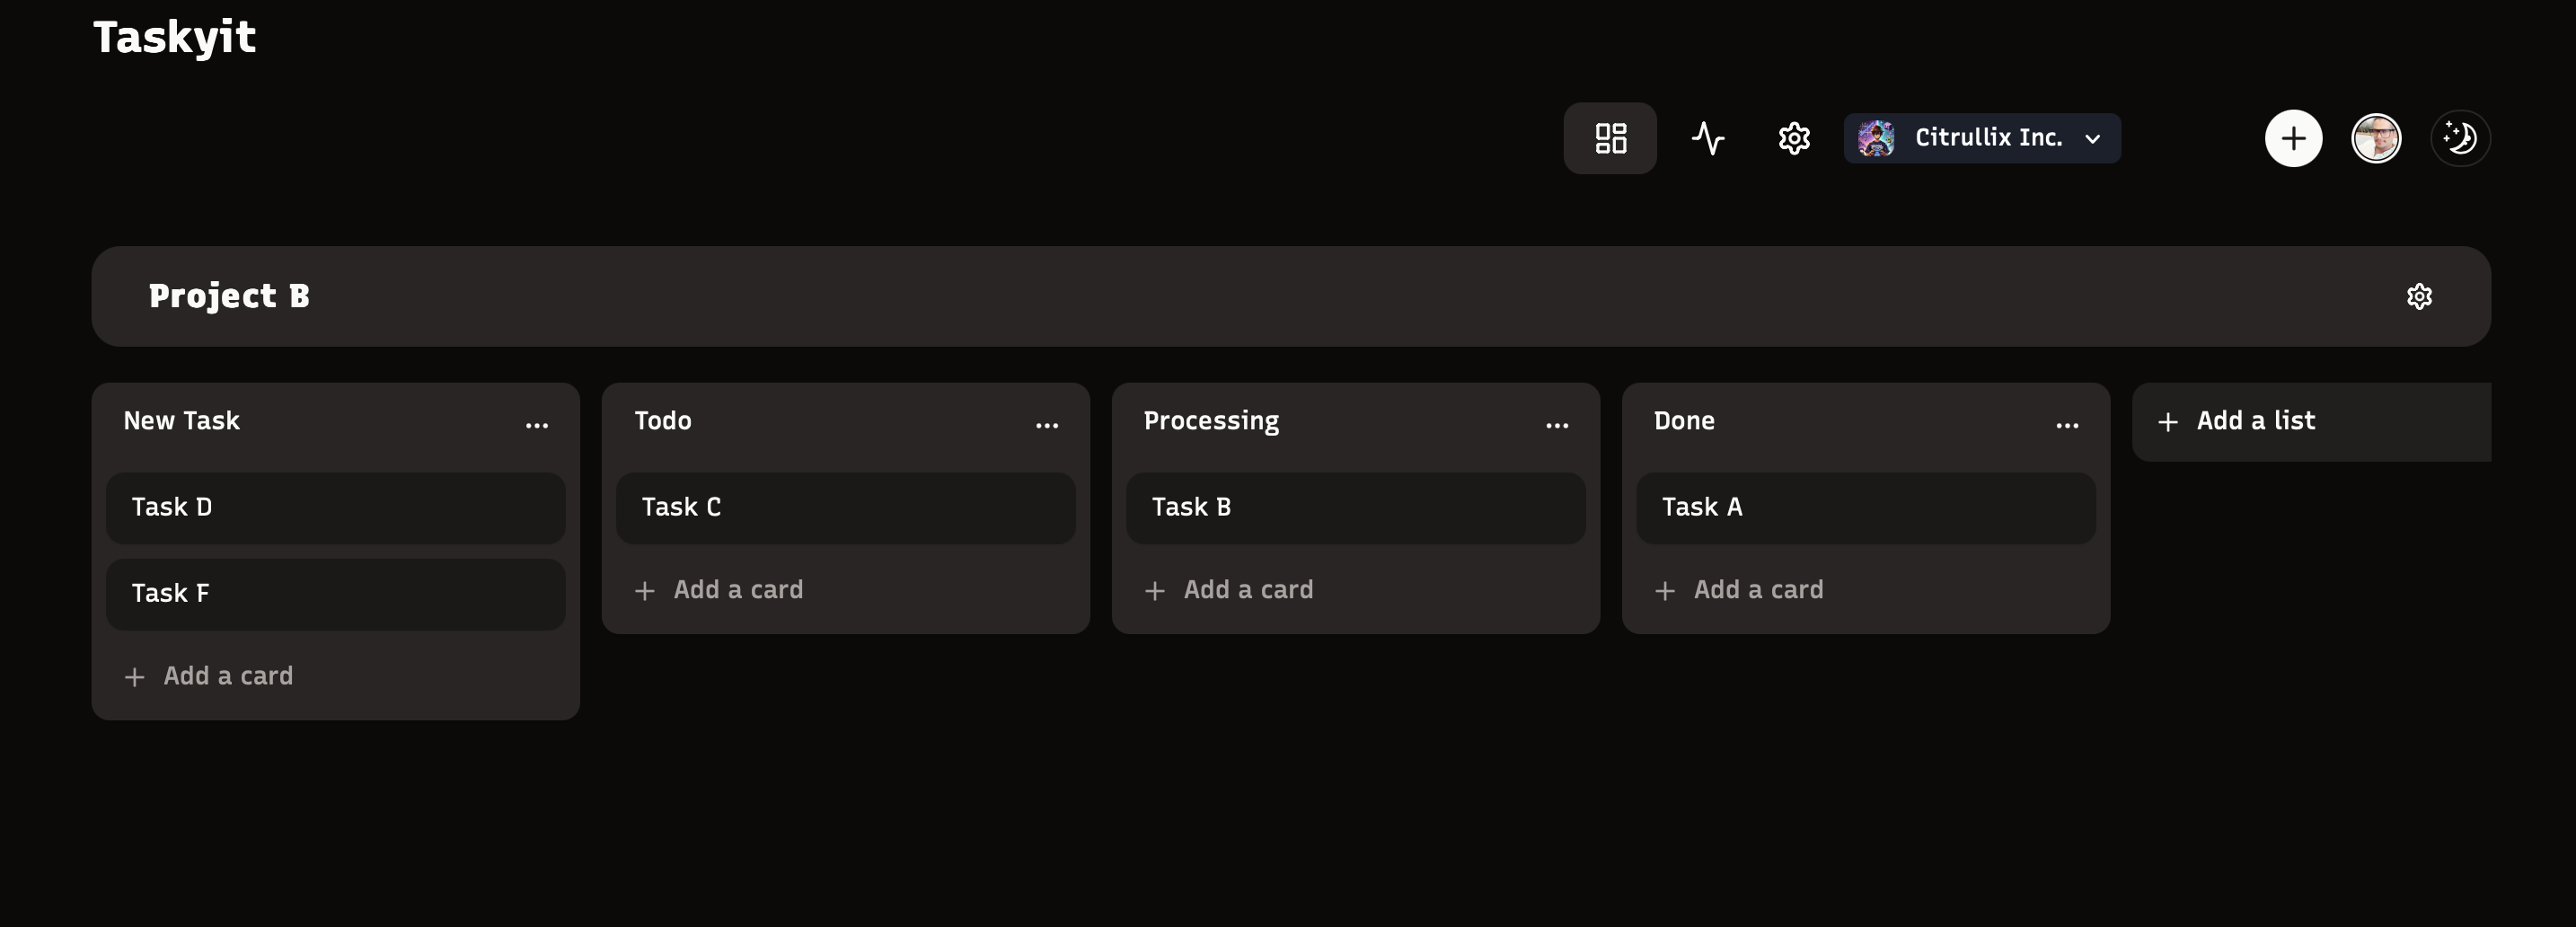 Taskyit
Citrullix Inc.
Project B
New Task
Task D
Task F
Add a card
Todo
Task C
Add a card
Processing
Task B
Add a card
Done
Task A
Add a card
Add a list